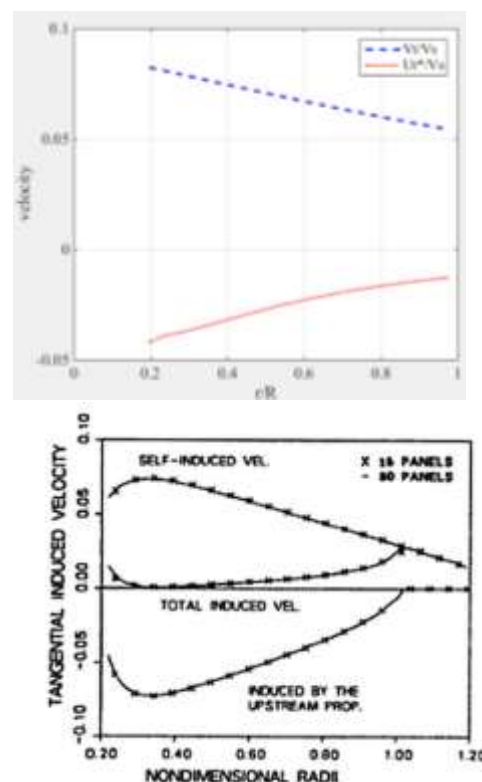 0.1
Vt/Vs
Ut*/Vs
0.05
velocity
0
-0.05
0
0.2
0.4
0.6
0.8
1
r/R
0.10
SELF-INDUCED VEL.
X 15 PANELS
- 80 PANELS
0.05
TANGENTIAL INDUCED VELOCITY
0.00
TOTAL INDUCED VEL.
-0.05
INDUCED BY THE
UPSTREAM PROP.
-0.10
0.20
0.40
0.60
0.80
1.00
1.20
NONDIMENSIONAL RADII